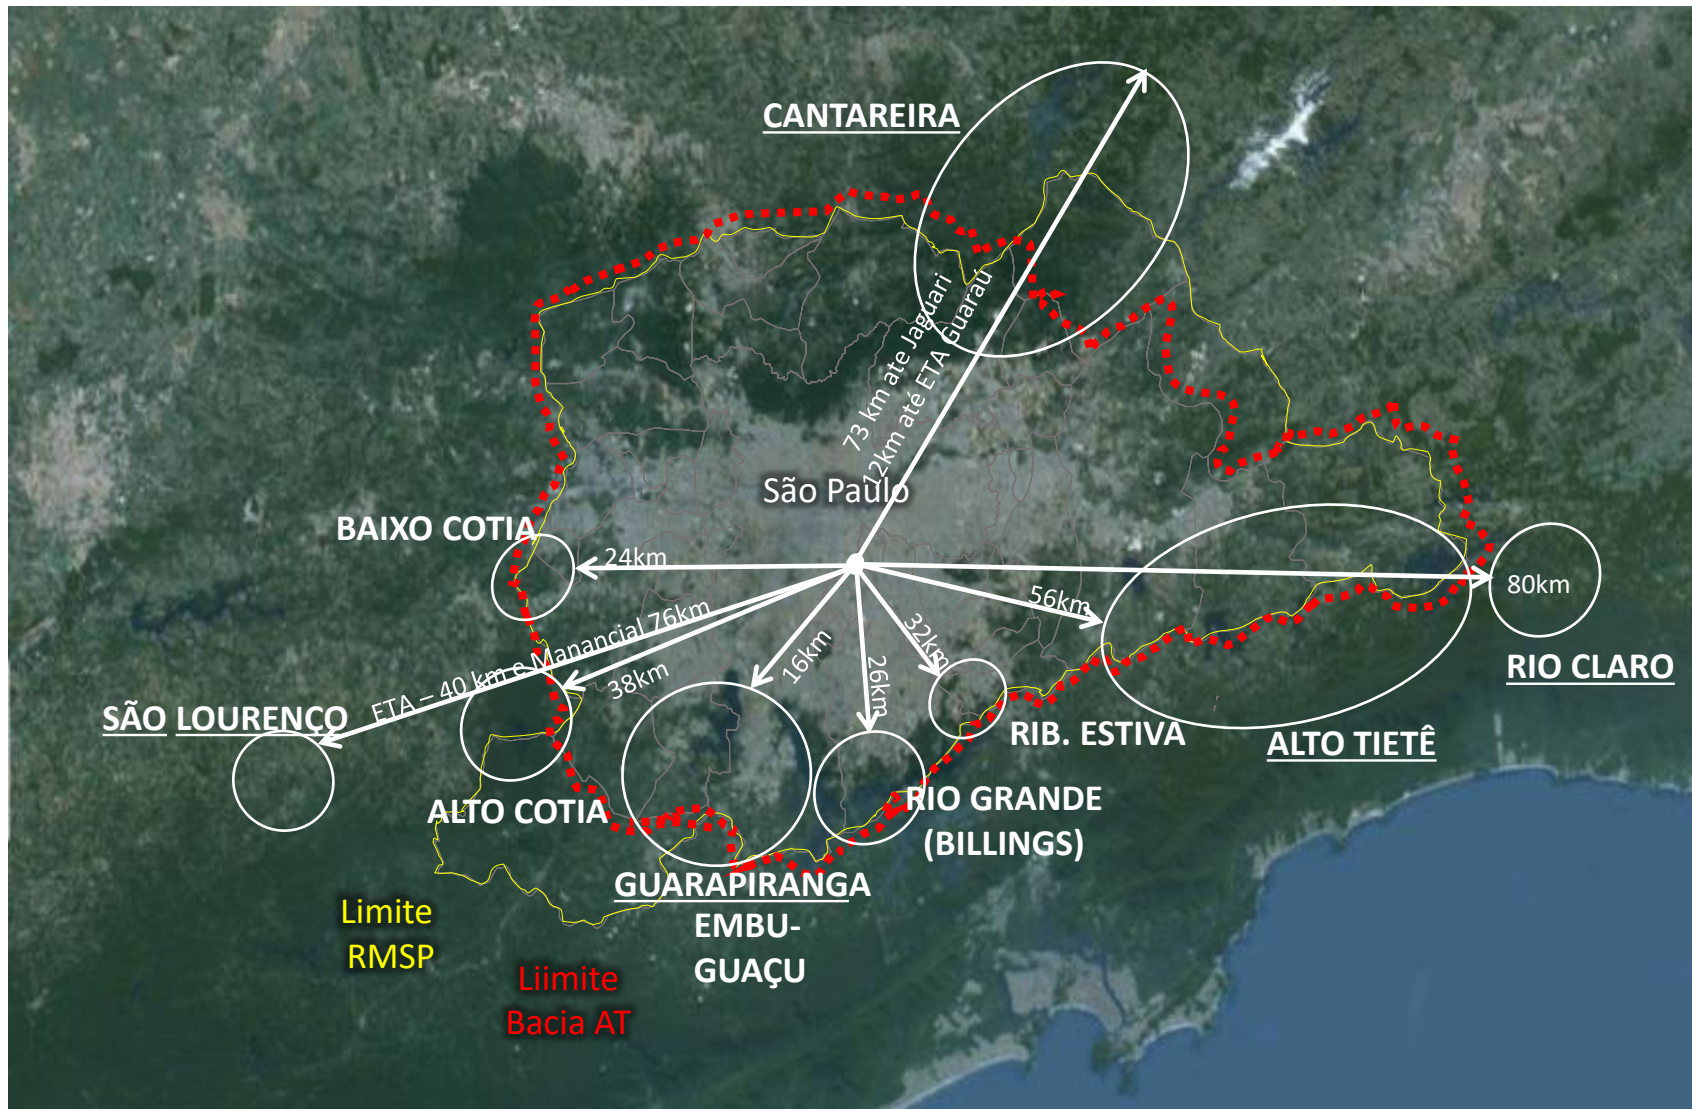 CANTAREIRA
73 km ate Jaguari
12km até ETA Guaraú
São Paulo
BAIXO COTIA
24km
56km
80km
32km
16km
26km
ETA – 40 km e Manancial 76km
38km
RIO CLARO
SÃO LOURENÇO
RIB. ESTIVA
ALTO TIETÊ
ALTO COTIA
RIO GRANDE
(BILLINGS)
GUARAPIRANGA
EMBU-
GUAÇU
Limite
RMSP
Liimite
Bacia AT